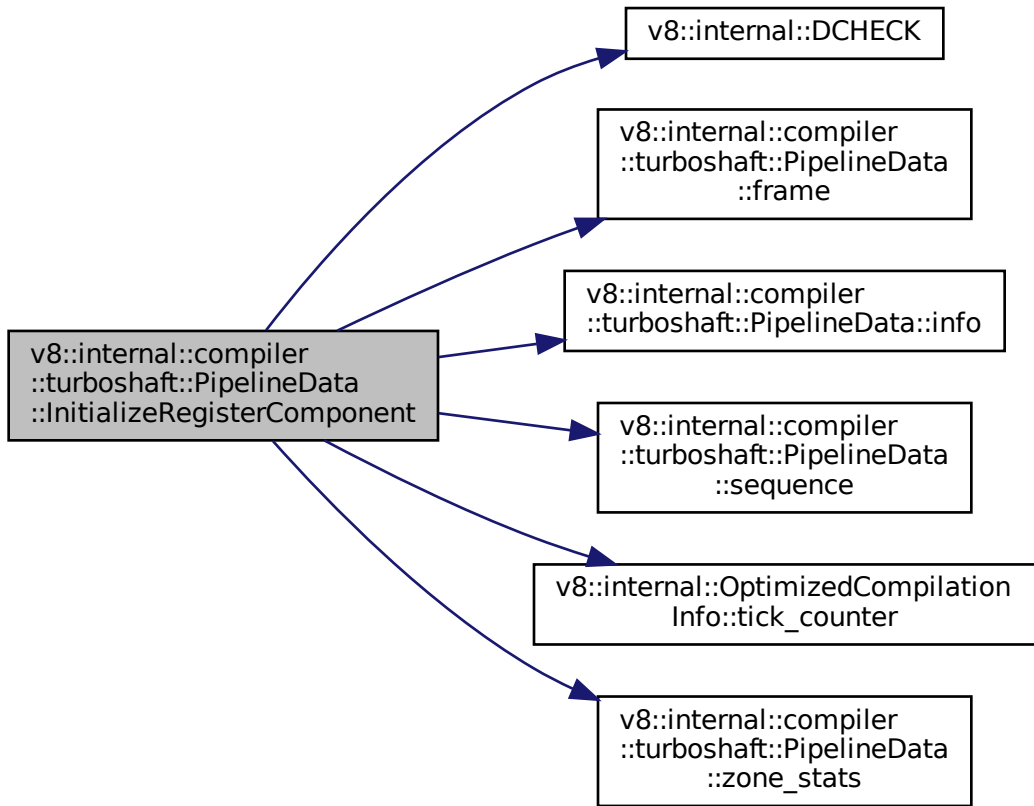 v8::internal::DCHECK
v8::internal::compiler
::turboshaft::PipelineData
::frame
v8::internal::compiler
::turboshaft::PipelineData::info
v8::internal::compiler
::turboshaft::PipelineData
::InitializeRegisterComponent
v8::internal::compiler
::turboshaft::PipelineData
::sequence
v8::internal::OptimizedCompilation
Info::tick_counter
v8::internal::compiler
::turboshaft::PipelineData
::zone_stats